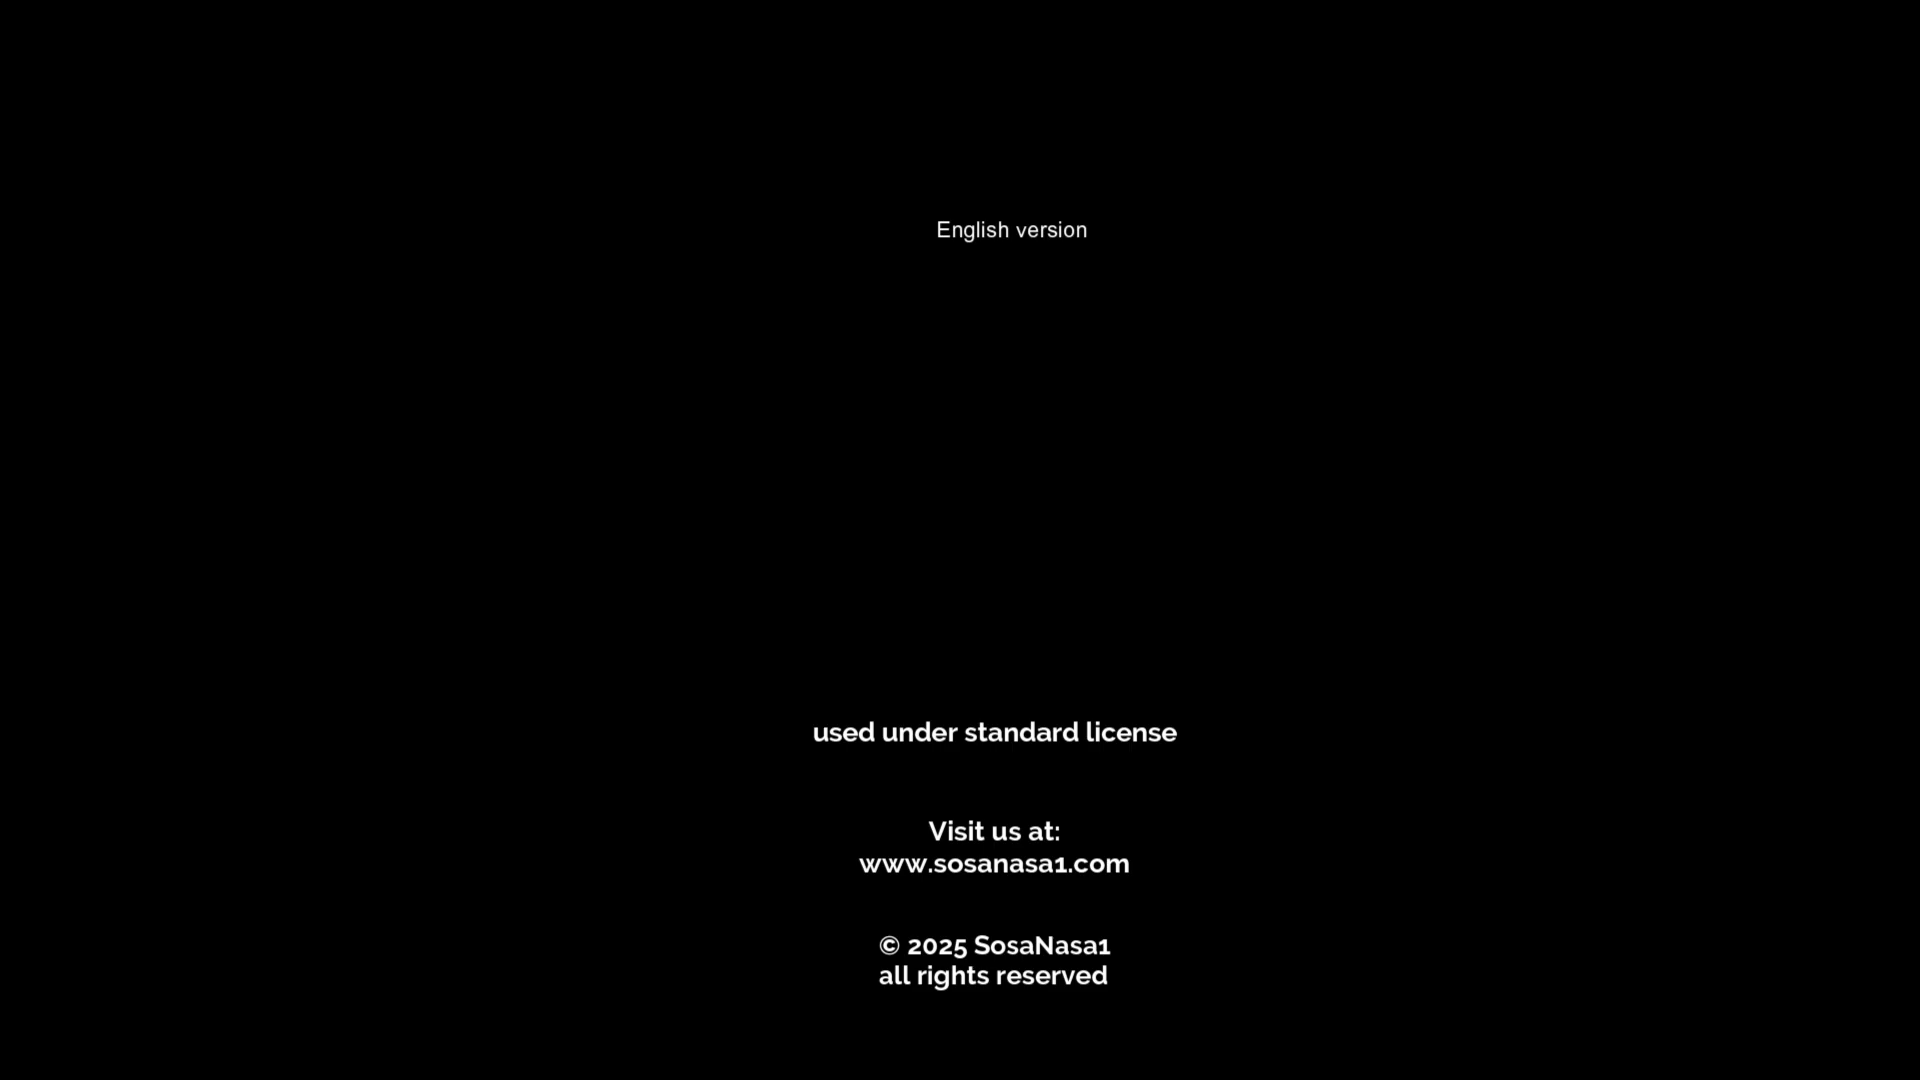 English version
used under standard license
Visit us at:
www.sosanasa1.com
© 2025 SosaNasa1
all rights reserved